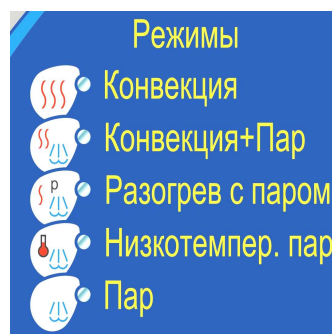 Режимы
Конвекция
Конвекция+Пар
P Разогрев с паром
Низкотемпер. пар
Пар